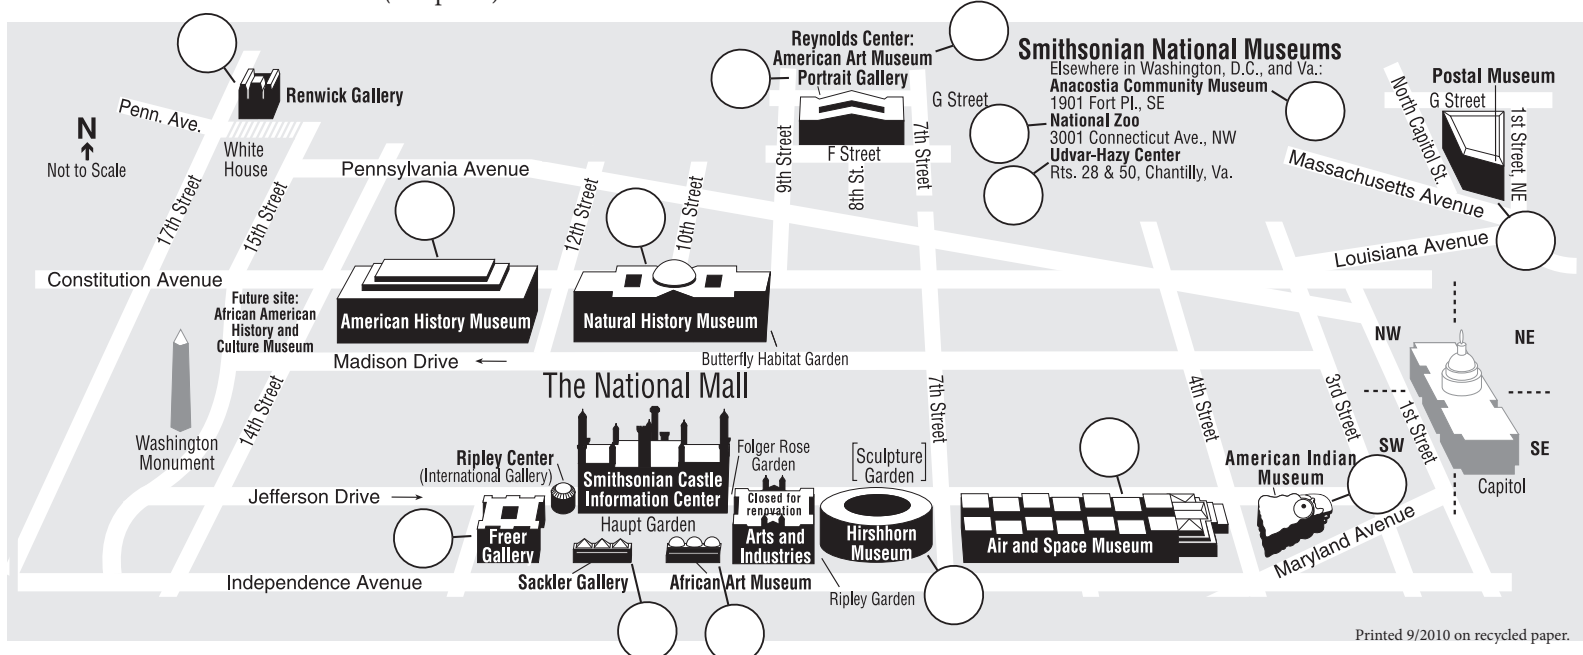 Renwick Gallery
Penn. Ave.
N
Not to Scale
White
House
Pennsylvania Avenue
17th Street
15th Street
12th Street
10th Street
Reynolds Center:
American Art Museum
Portrait Gallery
G Street
9th Street
F Street
8th St.
7th Street
Smithsonian National Museums
Elsewhere in Washington, D.C., and Va.:
Anacostia Community Museum
1901 Fort Pl., SE
National Zoo
3001 Connecticut Ave., NW
Udvar-Hazy Center
Rts. 28 & 50, Chantilly, Va.
Postal Museum
G Street
North Capitol St.
1st Street, NE
Massachusetts Avenue
Louisiana Avenue
Constitution Avenue
Future site:
African American
History and
Culture Museum
American History Museum
Natural History Museum
Madison Drive
Butterfly Habitat Garden
The National Mall
14th Street
7th Street
4th Street
3rd Street
1st Street
NW
NE
SW
SE
Capitol
Washington
Monument
Ripley Center
(International Gallery)
Smithsonian Castle
Information Center
Folger Rose
Garden
Sculpture
Garden
American Indian
Museum
Jefferson Drive
Closed for
renovation
Haupt Garden
Freer
Gallery
Arts and
Industries
Hirshhorn
Museum
Air and Space Museum
Maryland Avenue
Independence Avenue
Sackler Gallery
African Art Museum
Ripley Garden
Printed 9/2010 on recycled paper.